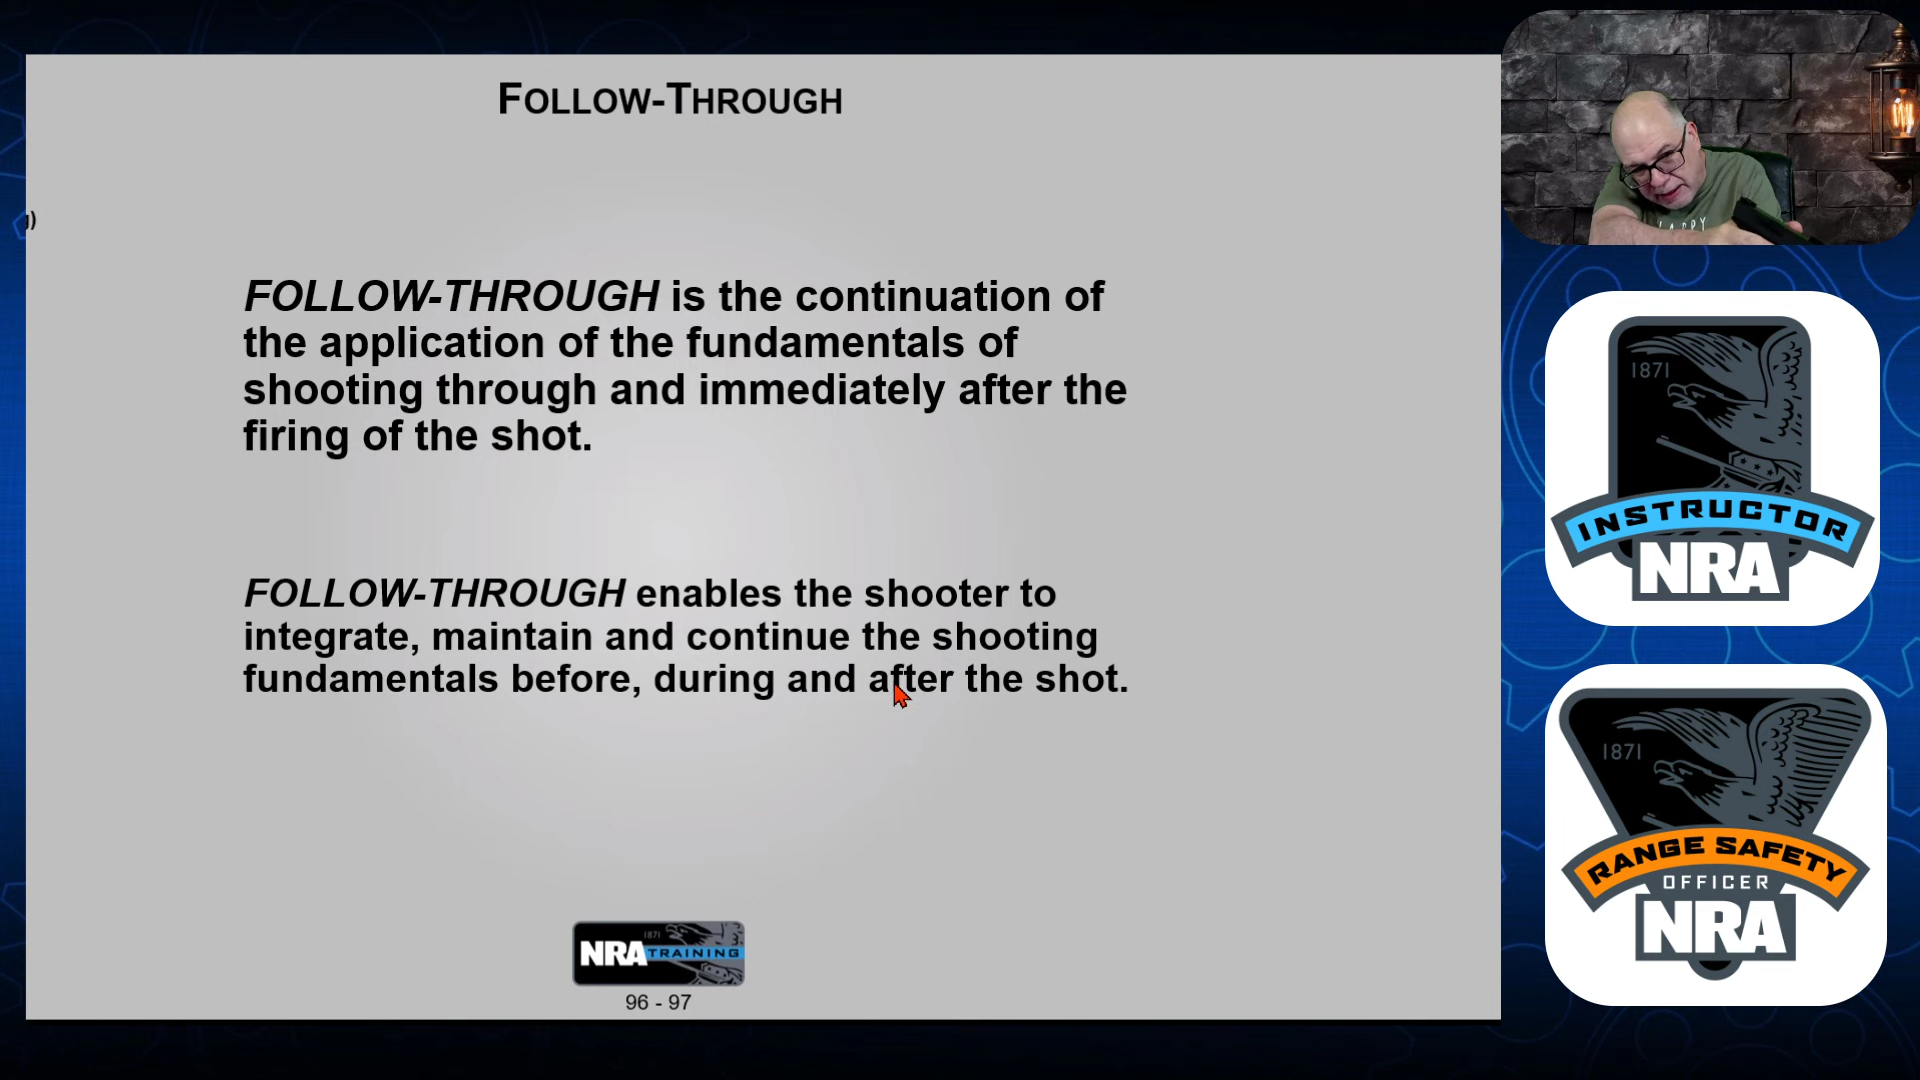 FOLLOW-THROUGH
g)
FOLLOW-THROUGH is the continuation of
the application of the fundamentals of
shooting through and immediately after the
firing of the shot.
FOLLOW-THROUGH enables the shooter to
integrate, maintain and continue the shooting
fundamentals before, during and after the shot.
1871
NRA TRAINING
96 - 97
HAPPY
1871
INSTRUCTOR
NRA
1871
RANGE SAFETY
OFFICER
NRA